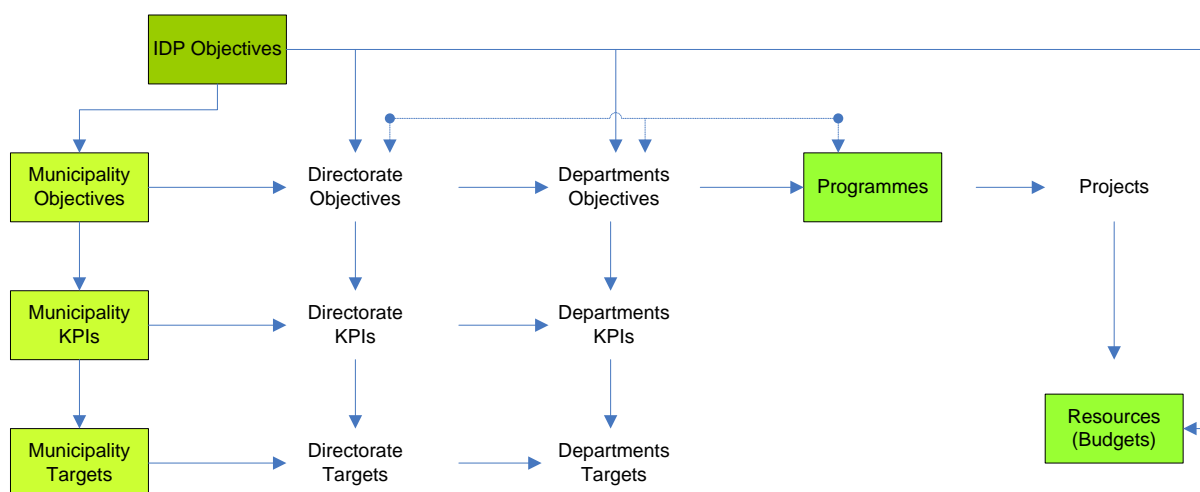 IDP Objectives
Municipality
Objectives
Directorate
Objectives
Departments
Objectives
Programmes
Projects
Municipality
KPIs
Directorate
KPIs
Departments
KPIs
Resources
(Budgets)
Municipality
Targets
Directorate
Targets
Departments
Targets